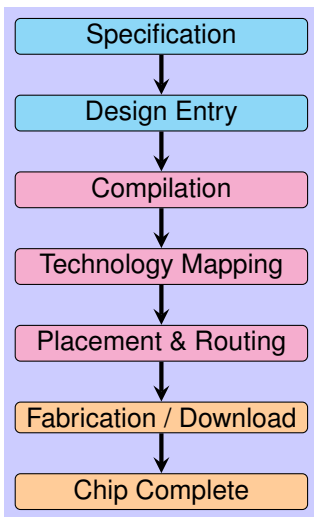 Specification
Design Entry
Compilation
Technology Mapping
Placement & Routing
Fabrication / Download
Chip Complete